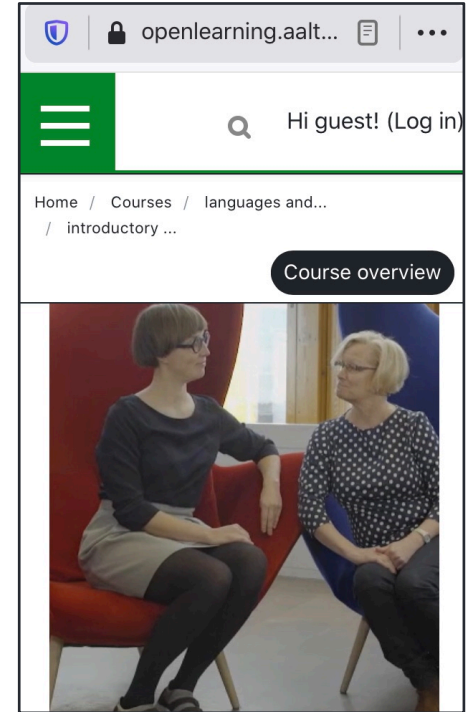 openlearning.aalt...
Hi guest! (Log in)
Home / Courses / languages and...
/ introductory ...
Course overview